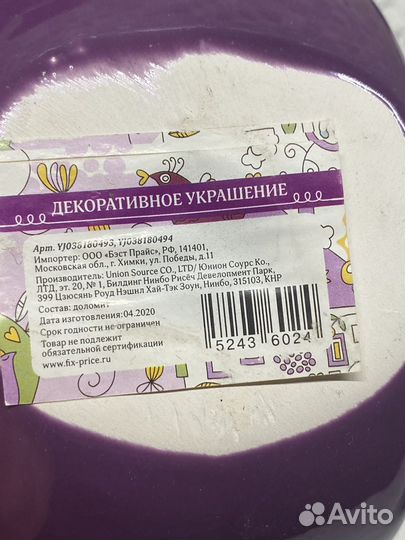 ДЕКОРАТИВНОЕ УКРАШЕНИЕ
Арт. YJ038180493, YJ038180494
Импортер: ООО «Бэст Прайс», РФ, 141401,
Московская обл., г. Химки, ул. Победы, д.11
Производитель: Union Source CO., LTD/ Юнион Соурс Ко.,
ЛТД, эт. 20, № 1, Билдинг Нинбо Рисёч Девелопмент Парк,
399 Цзюсянь Роуд Нэшнл Хай-Тэк Зоун, Нинбо, 315103, КНР
Состав: доломит
Дата изготовления: 04.2020
Срок годности не ограничен
Товар не подлежит
обязательной сертификации
www.fix-price.ru
5243 6024
Avito